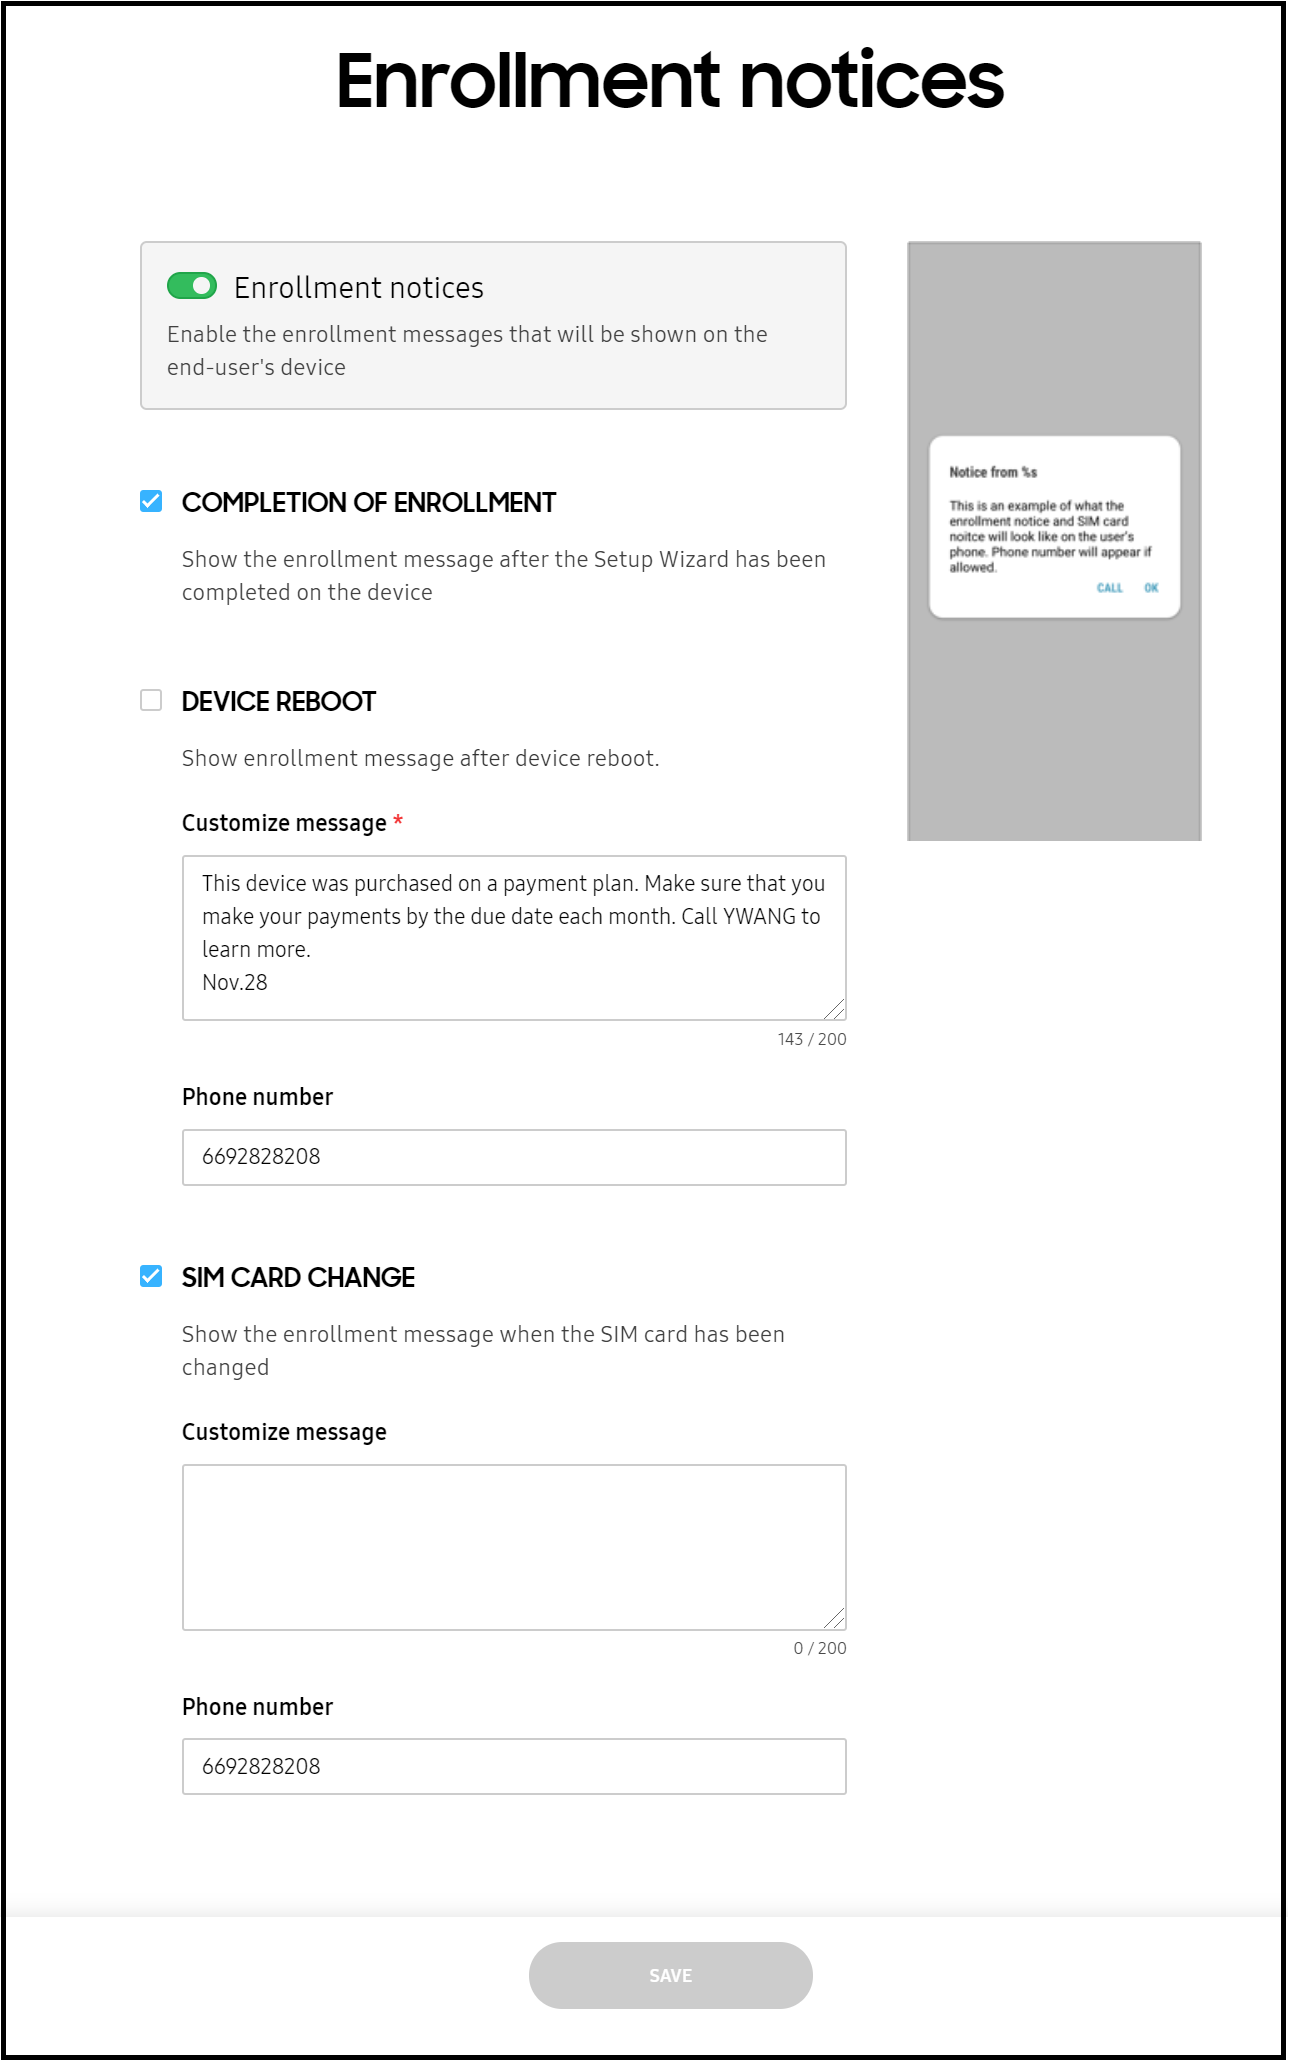 Enrollment notices
Enrollment notices
Enable the enrollment messages that will be shown on the
end-user's device
COMPLETION OF ENROLLMENT
Show the enrollment message after the Setup Wizard has been
completed on the device
DEVICE REBOOT
Show enrollment message after device reboot.
Customize message *
This device was purchased on a payment plan. Make sure that you
make your payments by the due date each month. Call YWANG to
learn more.
Nov.28
143 / 200
Phone number
6692828208
SIM CARD CHANGE
Show the enrollment message when the SIM card has been
changed
Customize message
0 / 200
Phone number
6692828208
Notice from %s
This is an example of what the
enrollment notice and SIM card
noitce will look like on the user's
phone. Phone number will appear if
allowed.
CALL OK
SAVE